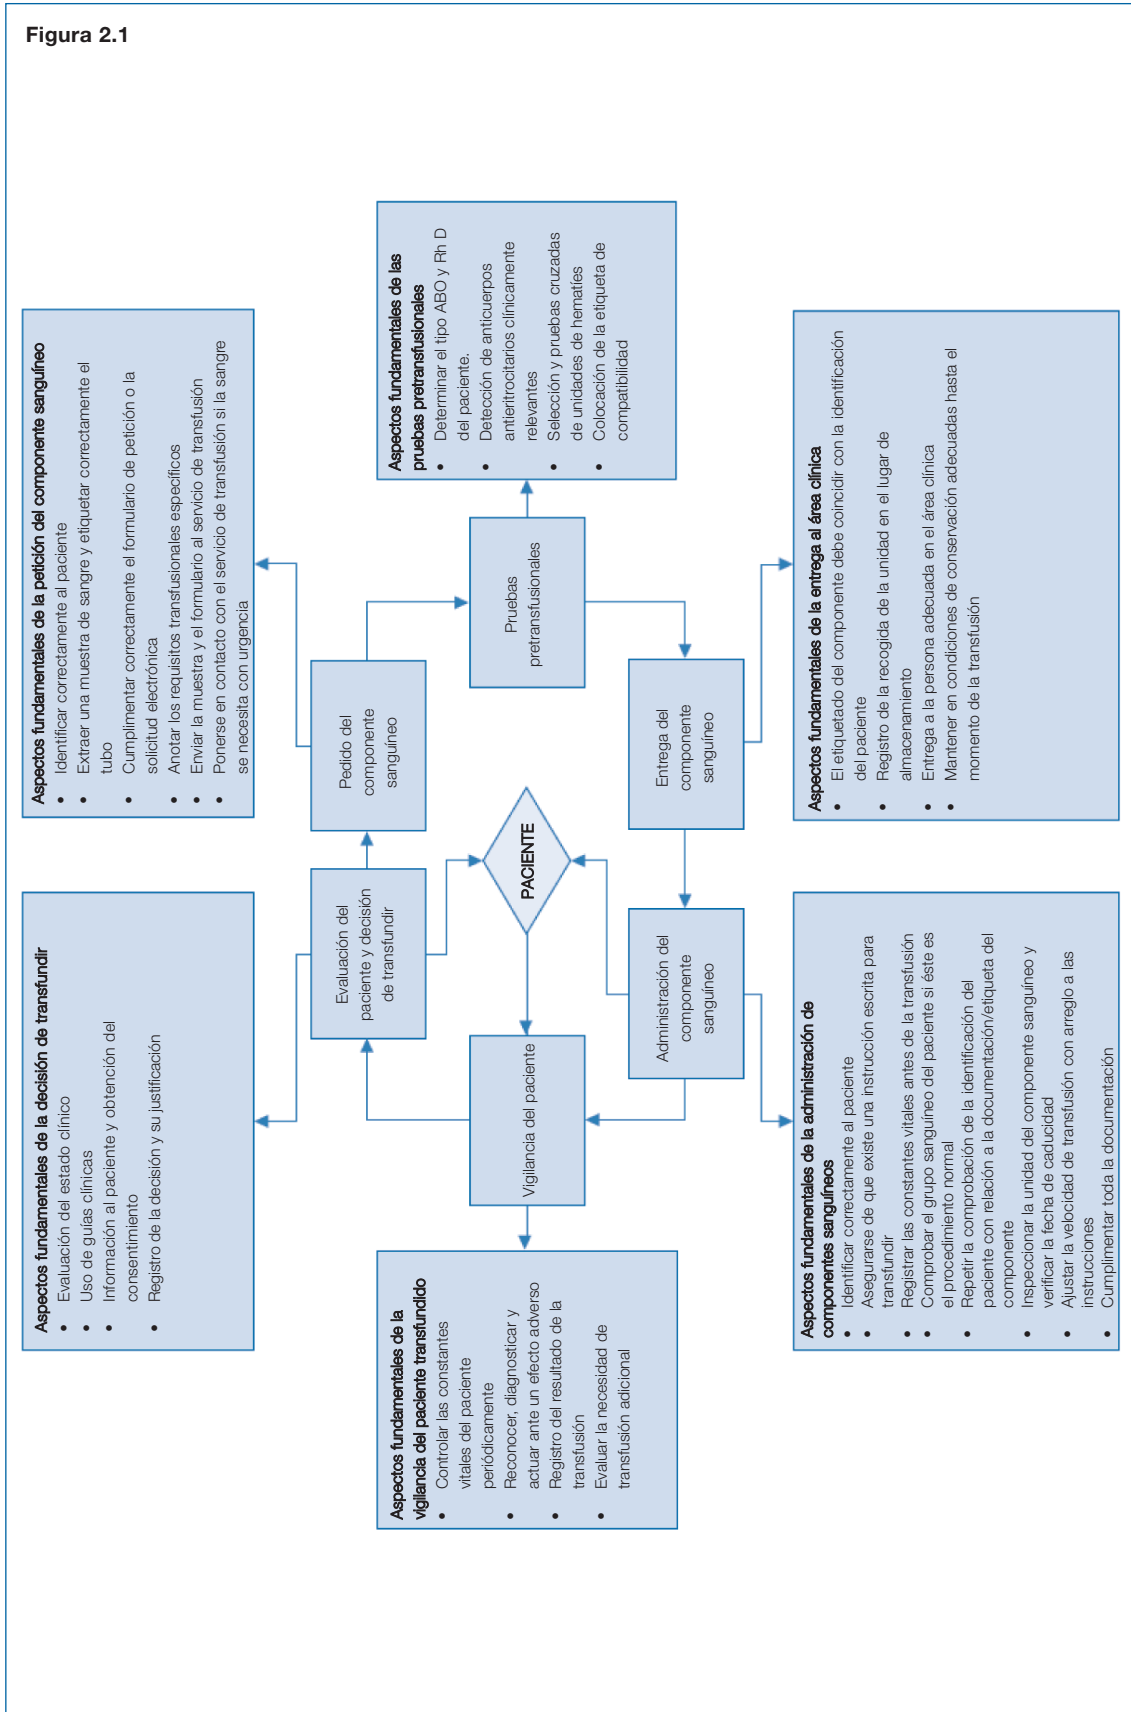 Figura 2.1
Aspectos fundamentales de la decisión de transfundir
• Evaluación del estado clínico
• Uso de guías clínicas
• Información al paciente y obtención del
consentimiento
• Registro de la decisión y su justificación
Aspectos fundamentales de la petición del componente sanguíneo
• Identificar correctamente al paciente
• Extraer una muestra de sangre y etiquetar correctamente el
tubo
• Cumplimentar correctamente el formulario de petición o la
solicitud electrónica
• Anotar los requisitos transfusionales específicos
• Enviar la muestra y el formulario al servicio de transfusión
• Ponerse en contacto con el servicio de transfusión si la sangre
se necesita con urgencia
Evaluación del
paciente y decisión
de transfundir
Pedido del
componente
sanguíneo
Aspectos fundamentales de la
vigilancia del paciente transfundido
• Controlar las constantes
vitales del paciente
periódicamente
• Reconocer, diagnosticar y
actuar ante un efecto adverso
• Registro del resultado de la
transfusión
• Evaluar la necesidad de
transfusión adicional
Vigilancia del paciente
PACIENTE
Pruebas
pretransfusionales
Aspectos fundamentales de las
pruebas pretransfusionales
• Determinar el tipo ABO y Rh D
del paciente.
• Detección de anticuerpos
antieritrocitarios clínicamente
relevantes
• Selección y pruebas cruzadas
de unidades de hematíes
• Colocación de la etiqueta de
compatibilidad
Administración del
componente
sanguíneo
Entrega del
componente
sanguíneo
Aspectos fundamentales de la administración de
componentes sanguíneos
• Identificar correctamente al paciente
• Asegurarse de que existe una instrucción escrita para
transfundir
• Registrar las constantes vitales antes de la transfusión
• Comprobar el grupo sanguíneo del paciente si éste es
el procedimiento normal
• Repetir la comprobación de la identificación del
paciente con relación a la documentación/etiqueta del
componente
• Inspeccionar la unidad del componente sanguíneo y
verificar la fecha de caducidad
• Ajustar la velocidad de transfusión con arreglo a las
instrucciones
• Cumplimentar toda la documentación
Aspectos fundamentales de la entrega al área clínica
• El etiquetado del componente debe coincidir con la identificación
del paciente
• Registro de la recogida de la unidad en el lugar de
almacenamiento
• Entrega a la persona adecuada en el área clínica
• Mantener en condiciones de conservación adecuadas hasta el
momento de la transfusión